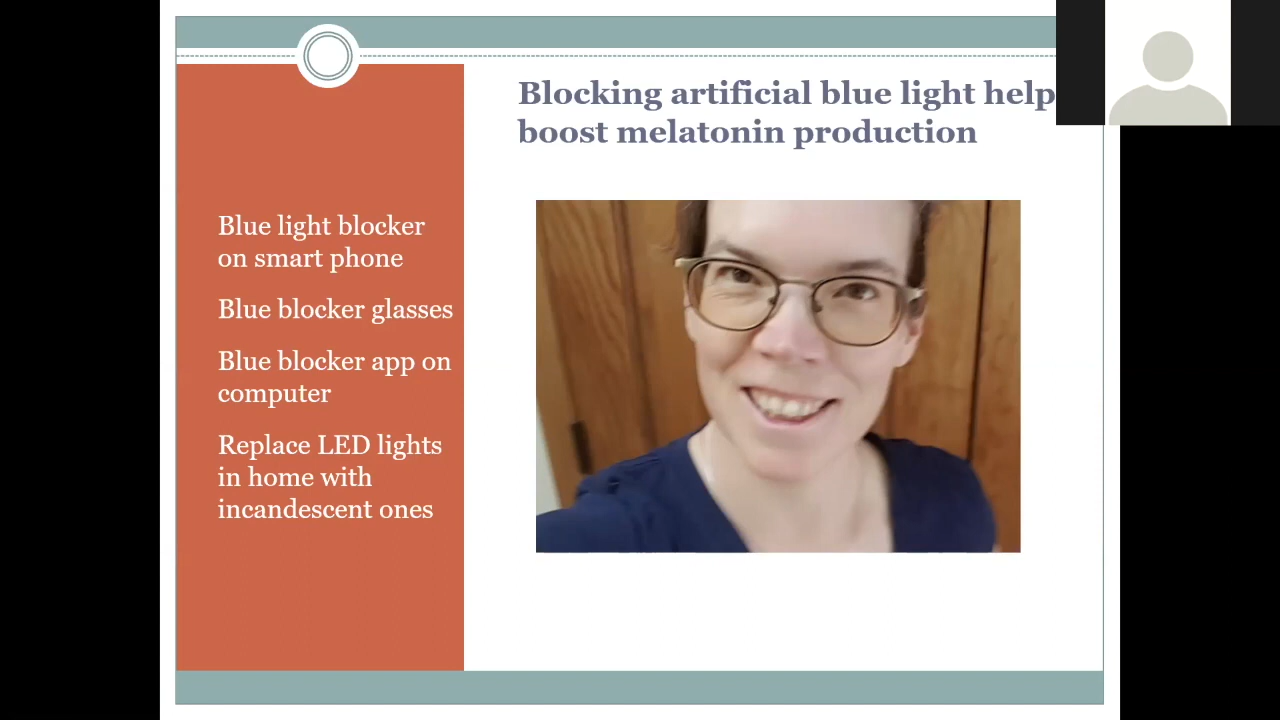 Blocking artificial blue light help
boost melatonin production
Blue light blocker
on smart phone
Blue blocker glasses
Blue blocker app on
computer
Replace LED lights
in home with
incandescent ones